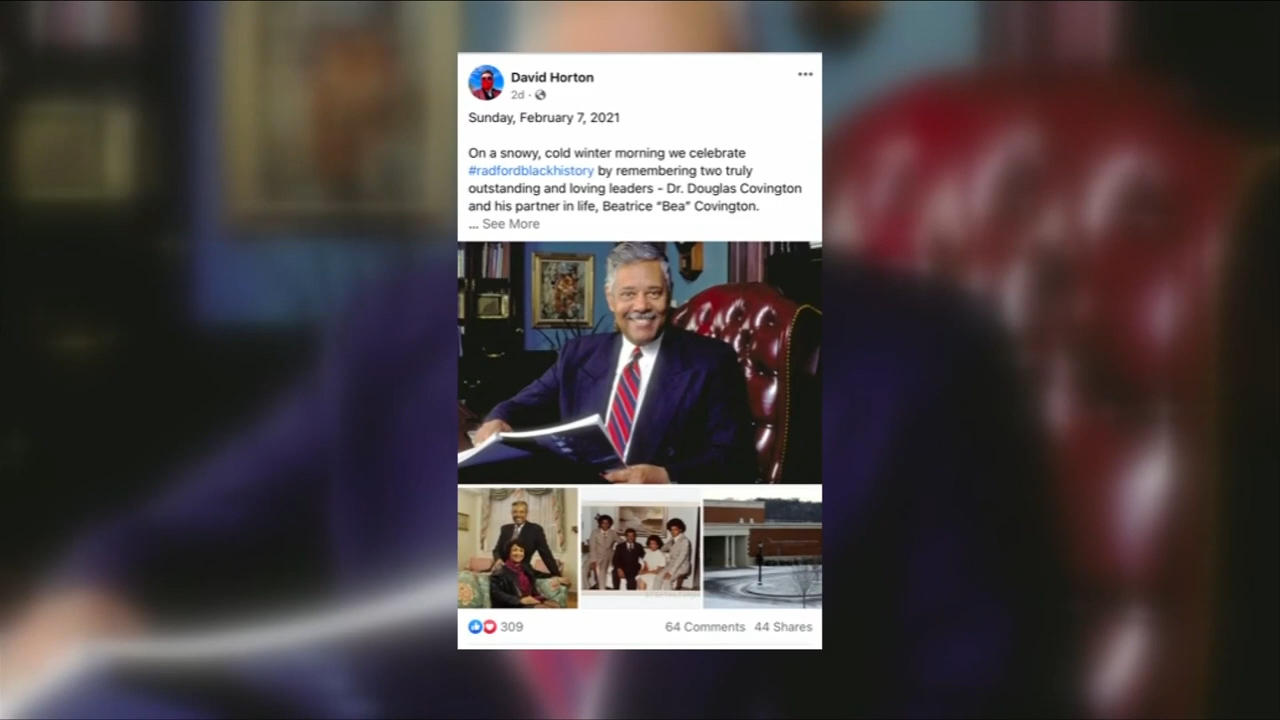 David Horton
2d ·
Sunday, February 7, 2021
On a snowy, cold winter morning we celebrate
#radfordblackhistory by remembering two truly
outstanding and loving leaders - Dr. Douglas Covington
and his partner in life, Beatrice “Bea” Covington.
... See More
309
64 Comments 44 Shares